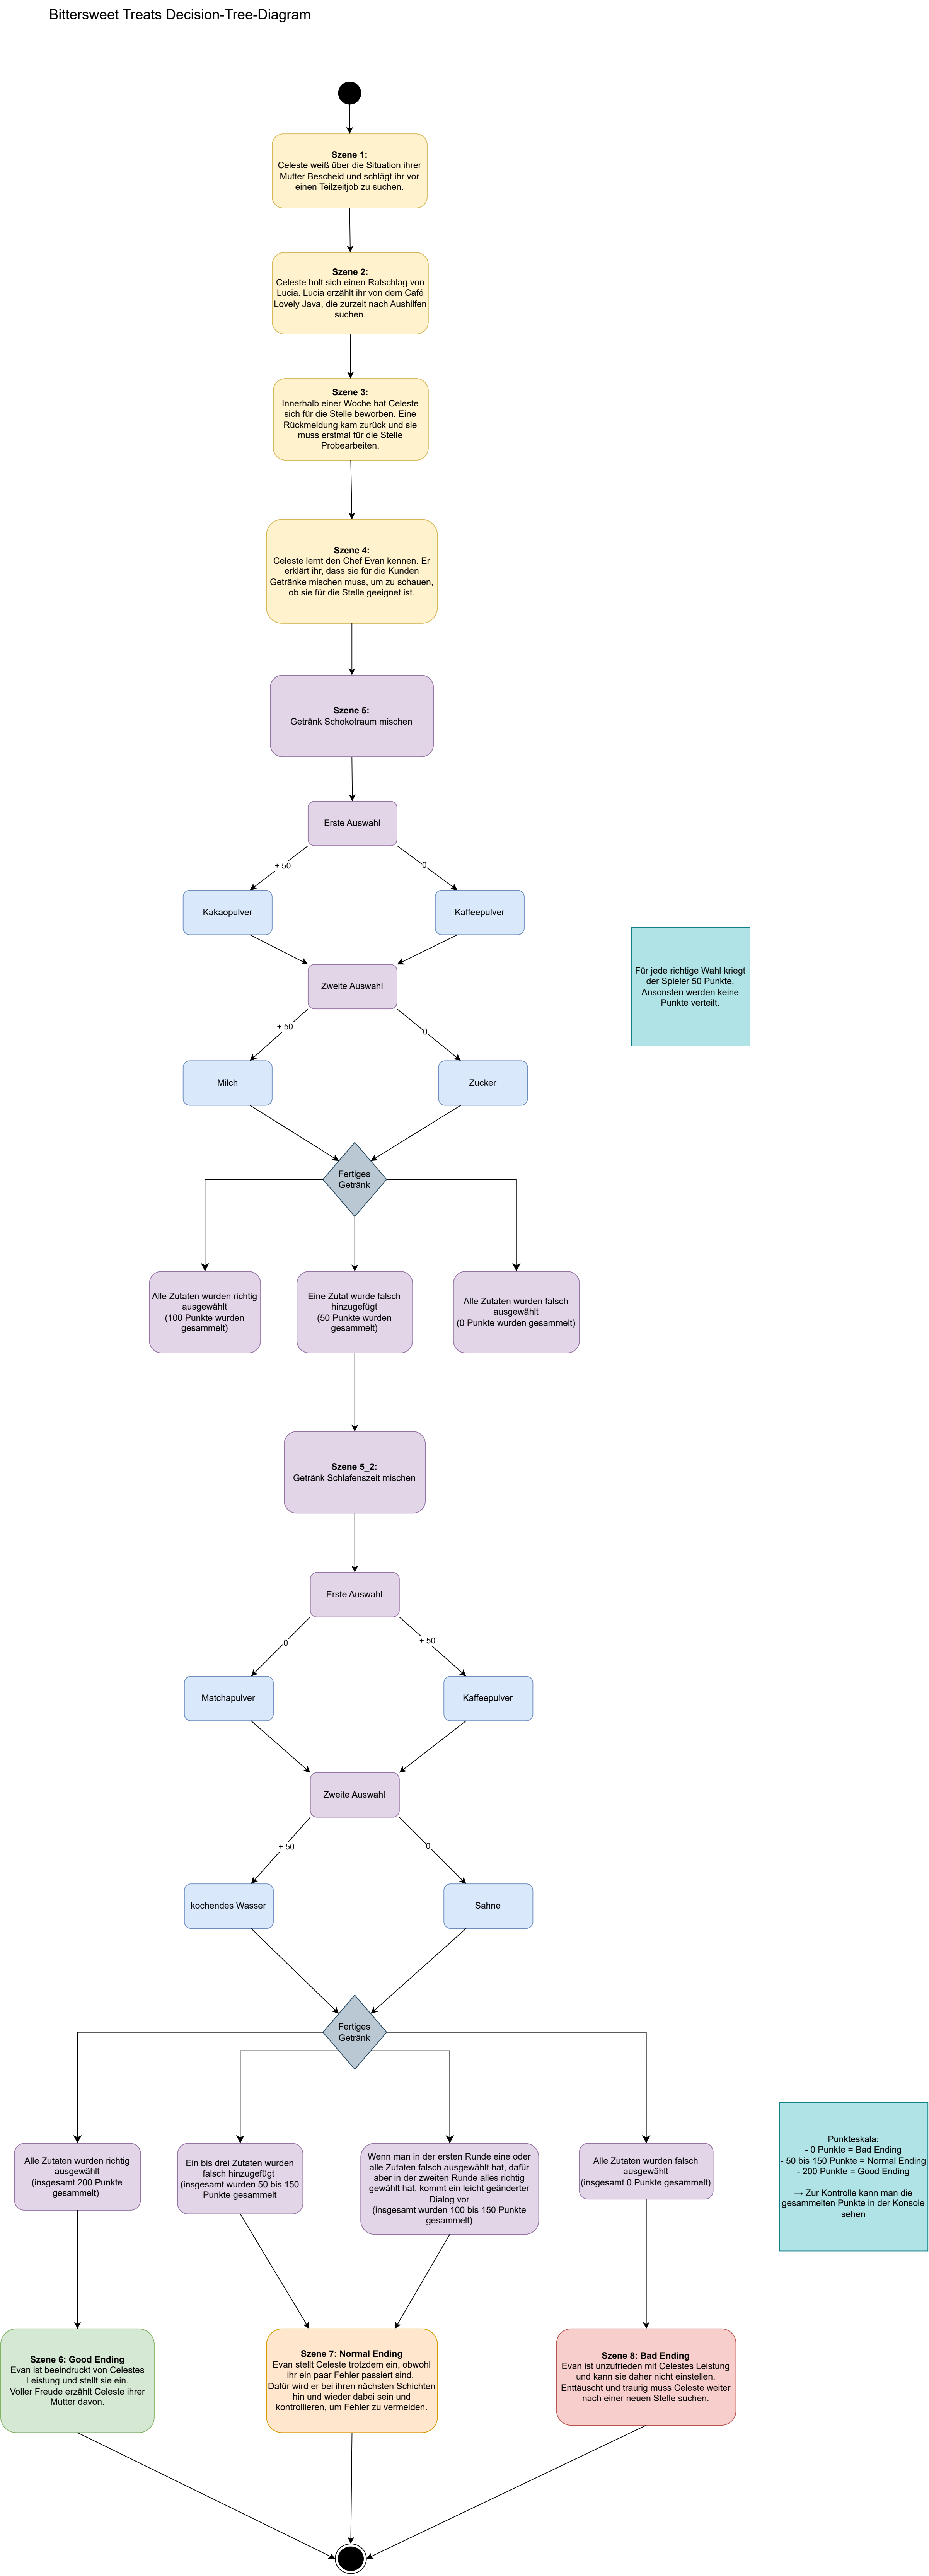 Bittersweet Treats Decision-Tree-Diagram
Szene 1:
Celeste weiß über die Situation ihrer
Mutter Bescheid und schlägt ihr vor
einen Teilzeitjob zu suchen.
Szene 2:
Celeste holt sich einen Ratschlag von
Lucia. Lucia erzählt ihr von dem Café
Lovely Java, die zurzeit nach Aushilfen
suchen.
Szene 3:
Innerhalb einer Woche hat Celeste
sich für die Stelle beworben. Eine
Rückmeldung kam zurück und sie
muss erstmal für die Stelle
Probearbeiten.
Szene 4:
Celeste lernt den Chef Evan kennen. Er
erklärt ihr, dass sie für die Kunden
Getränke mischen muss, um zu schauen,
ob sie für die Stelle geeignet ist.
Szene 5:
Getränk Schokotraum mischen
Erste Auswahl
+ 50
0
Kakaopulver
Kaffeepulver
Für jede richtige Wahl kriegt
der Spieler 50 Punkte.
Ansonsten werden keine
Punkte verteilt.
Zweite Auswahl
+ 50
0
Milch
Zucker
Fertiges
Getränk
Alle Zutaten wurden richtig
ausgewählt
(100 Punkte wurden
gesammelt)
Eine Zutat wurde falsch
hinzugefügt
(50 Punkte wurden
gesammelt)
Alle Zutaten wurden falsch
ausgewählt
(0 Punkte wurden gesammelt)
Szene 5_2:
Getränk Schlafenszeit mischen
Erste Auswahl
0
+ 50
Matchapulver
Kaffeepulver
Zweite Auswahl
+ 50
0
kochendes Wasser
Sahne
Fertiges
Getränk
Alle Zutaten wurden richtig
ausgewählt
(insgesamt 200 Punkte
gesammelt)
Ein bis drei Zutaten wurden
falsch hinzugefügt
(insgesamt wurden 50 bis 150
Punkte gesammelt
Wenn man in der ersten Runde eine oder
alle Zutaten falsch ausgewählt hat, dafür
aber in der zweiten Runde alles richtig
gewählt hat, kommt ein leicht geänderter
Dialog vor
(insgesamt wurden 100 bis 150 Punkte
gesammelt)
Alle Zutaten wurden falsch
ausgewählt
(insgesamt 0 Punkte gesammelt)
Punkteskala:
- 0 Punkte = Bad Ending
- 50 bis 150 Punkte = Normal Ending
- 200 Punkte = Good Ending
→ Zur Kontrolle kann man die
gesammelten Punkte in der Konsole
sehen
Szene 6: Good Ending
Evan ist beeindruckt von Celestes
Leistung und stellt sie ein.
Voller Freude erzählt Celeste ihrer
Mutter davon.
Szene 7: Normal Ending
Evan stellt Celeste trotzdem ein, obwohl
ihr ein paar Fehler passiert sind.
Dafür wird er bei ihren nächsten Schichten
hin und wieder dabei sein und
kontrollieren, um Fehler zu vermeiden.
Szene 8: Bad Ending
Evan ist unzufrieden mit Celestes Leistung
und kann sie daher nicht einstellen.
Enttäuscht und traurig muss Celeste weiter
nach einer neuen Stelle suchen.